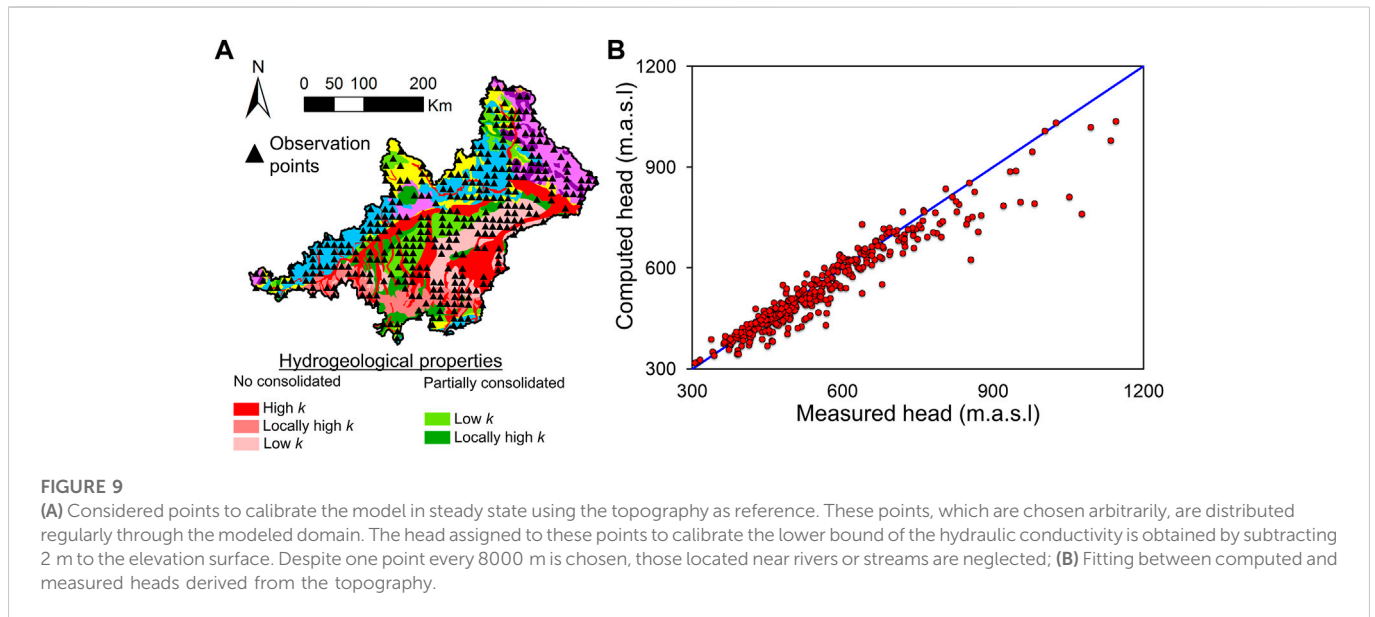 A
N
0 50 100 200
Km
Observation
points
Hydrogeological properties
No consolidated
High k
Locally high k
Low k
Partially consolidated
Low k
Locally high k
B
1200
900
600
300
Computed head (m.a.s.l)
300 600 900 1200
Measured head (m.a.s.l)
FIGURE 9
(A) Considered points to calibrate the model in steady state using the topography as reference. These points, which are chosen arbitrarily, are distributed
regularly through the modeled domain. The head assigned to these points to calibrate the lower bound of the hydraulic conductivity is obtained by subtracting
2 m to the elevation surface. Despite one point every 8000 m is chosen, those located near rivers or streams are neglected; (B) Fitting between computed and
measured heads derived from the topography.